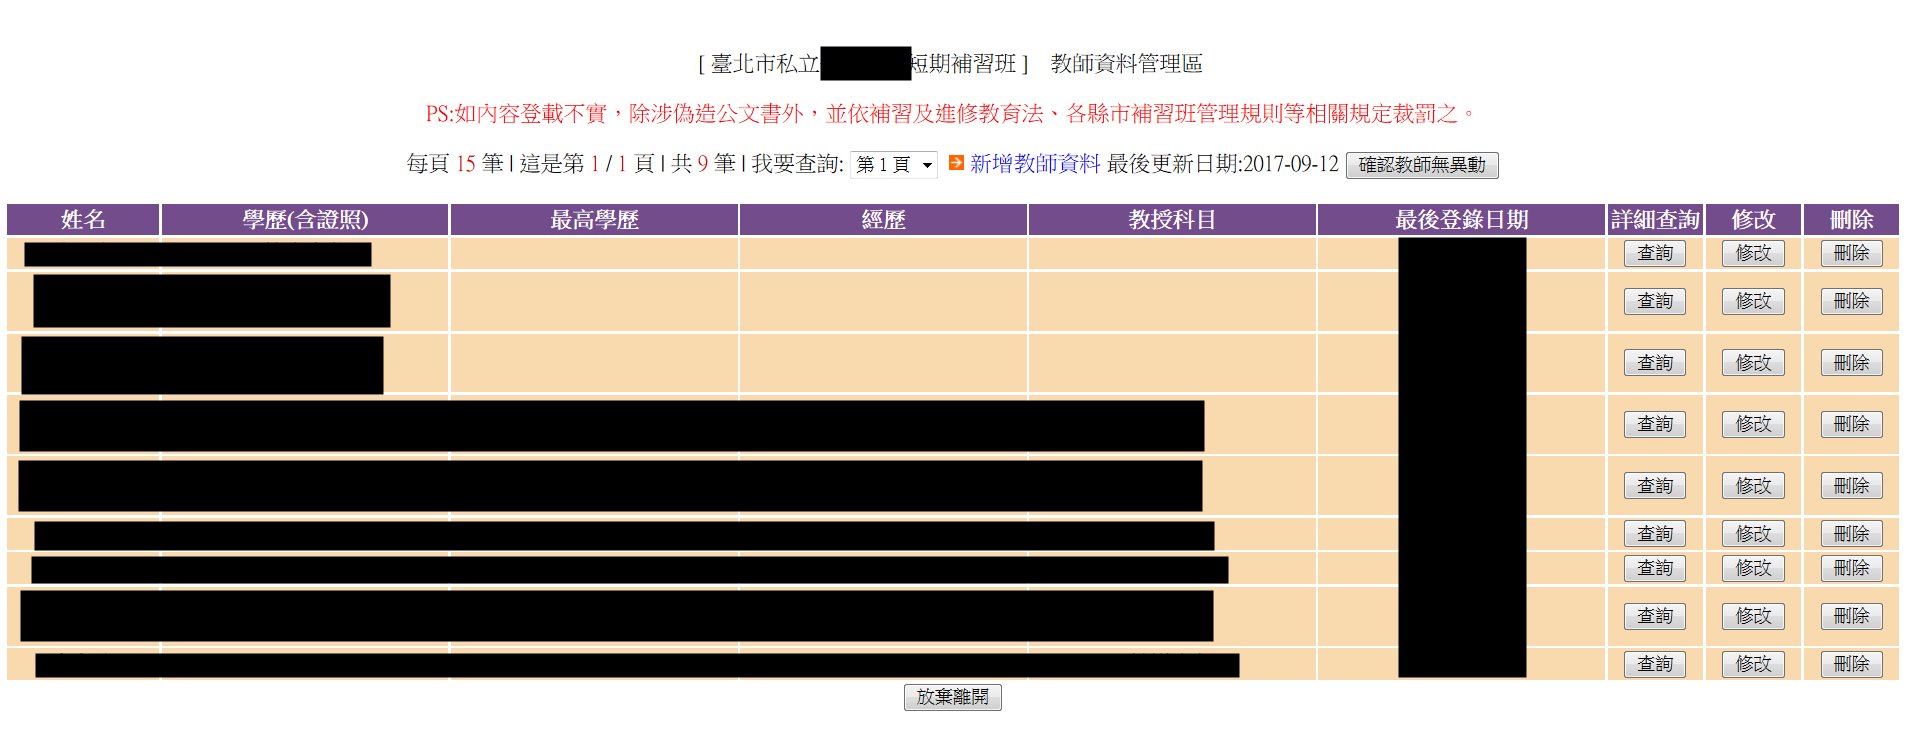 [ 臺北市私立 短期補習班 ] 教師資料管理區
PS:如內容登載不實，除涉偽造公文書外，並依補習及進修教育法、各縣市補習班管理規則等相關規定裁罰之。
每頁 15 筆 | 這是第 1 / 1 頁 | 共 9 筆 | 我要查詢: 第 1 頁 新增教師資料 最後更新日期:2017-09-12 確認教師無異動
姓名 學歷(含證照) 最高學歷 經歷 教授科目 最後登錄日期 詳細查詢 修改 刪除
查詢 修改 刪除
查詢 修改 刪除
查詢 修改 刪除
查詢 修改 刪除
查詢 修改 刪除
查詢 修改 刪除
查詢 修改 刪除
查詢 修改 刪除
查詢 修改 刪除
放棄離開